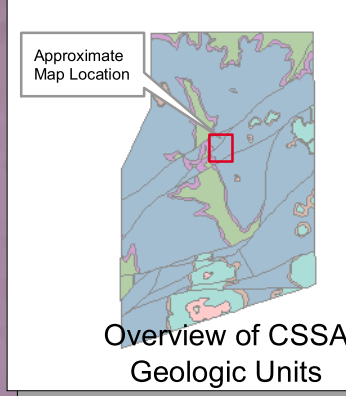 Approximate
Map Location
Overview of CSSA
Geologic Units